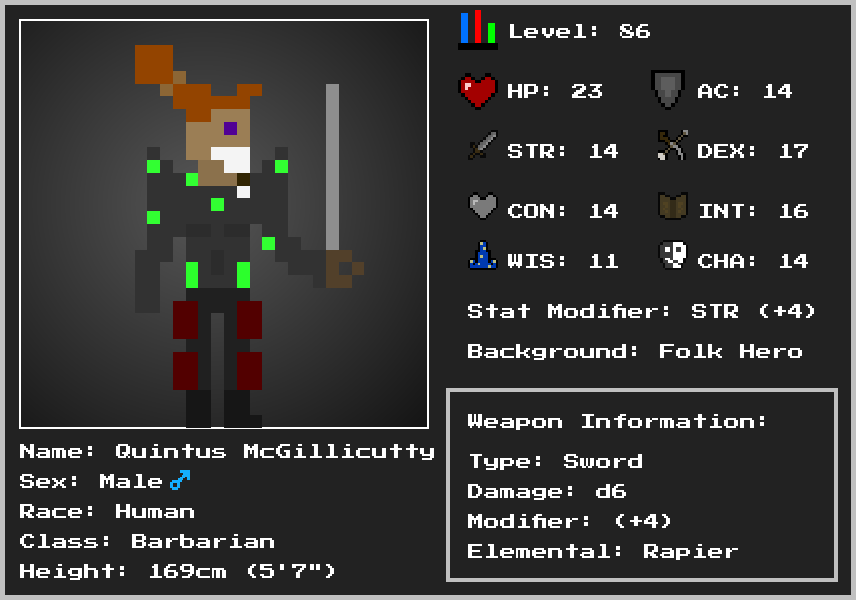 Level: 86
HP: 23
AC: 14
STR: 14
DEX: 17
CON: 14
INT: 16
WIS: 11
CHA: 14
Stat Modifier: STR (+4)
Background: Folk Hero
Weapon Information:
Type: Sword
Damage: d6
Modifier: (+4)
Elemental: Rapier
Name: Quintus McGillicutty
Sex: Male♂
Race: Human
Class: Barbarian
Height: 169cm (5'7")